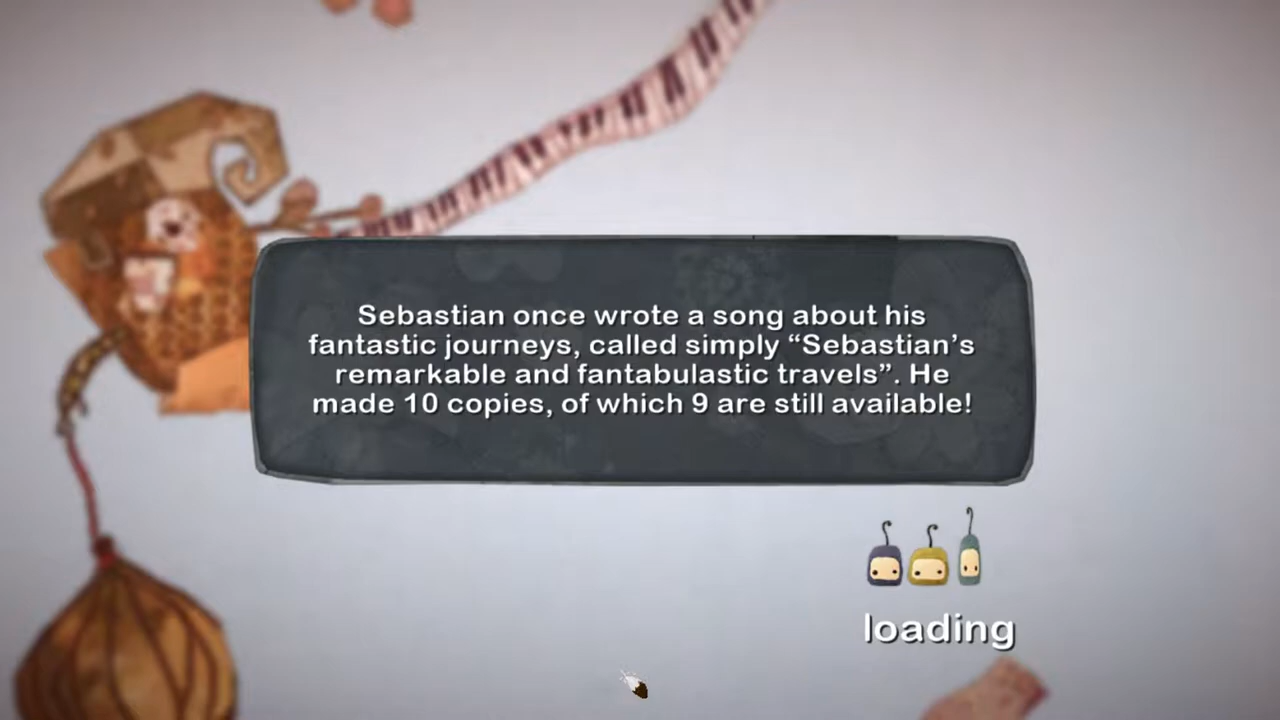 Sebastian once wrote a song about his
fantastic journeys, called simply “Sebastian’s
remarkable and fantabulastic travels”. He
made 10 copies, of which 9 are still available!
loading